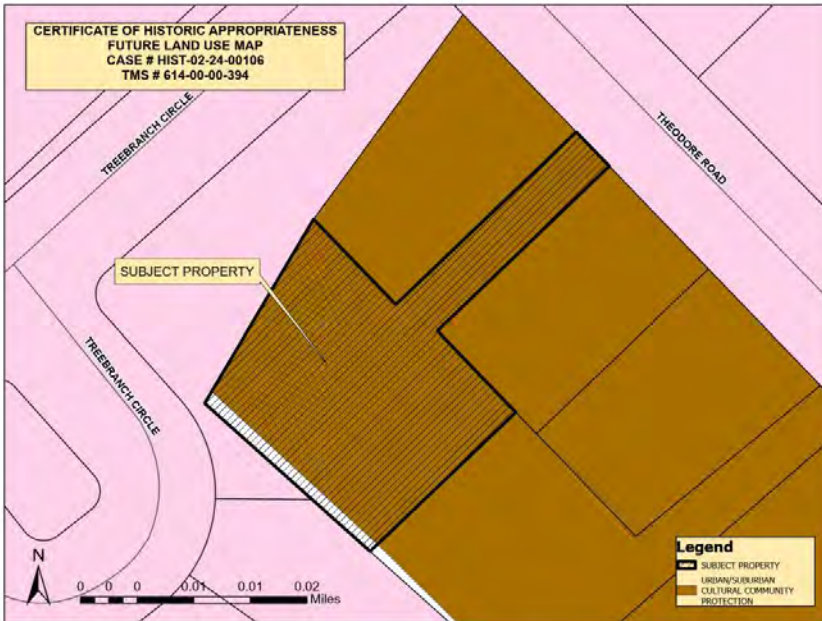 CERTIFICATE OF HISTORIC APPROPRIATENESS
FUTURE LAND USE MAP
CASE # HIST-02-24-00106
TMS # 614-00-00-394
TREEBRANCH CIRCLE
THEODORE ROAD
SUBJECT PROPERTY
TREEBRANCH CIRCLE
N
0 0 0 0.01 0.01 0.02
Miles
Legend
SUBJECT PROPERTY
URBAN/SUBURBAN
CULTURAL COMMUNITY
PROTECTION